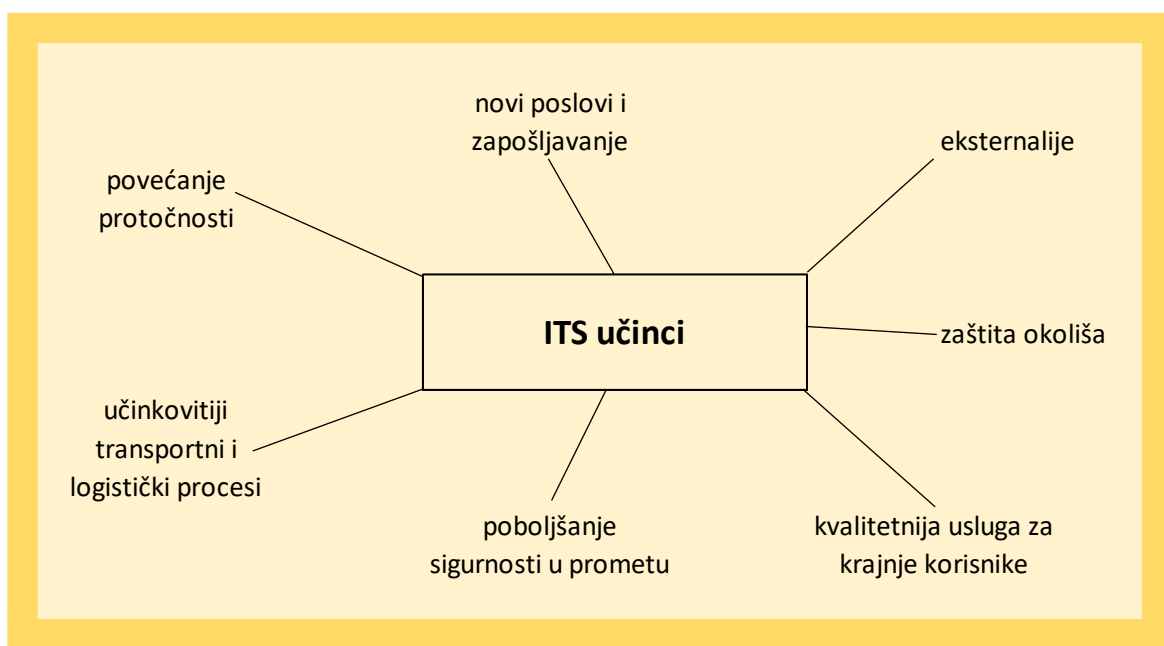 novi poslovi i
zapošljavanje
eksternalije
povećanje
protočnosti
ITS učinci
zaštita okoliša
učinkovitiji
transportni i
logistički procesi
poboljšanje
sigurnosti u prometu
kvalitetnija usluga za
krajnje korisnike